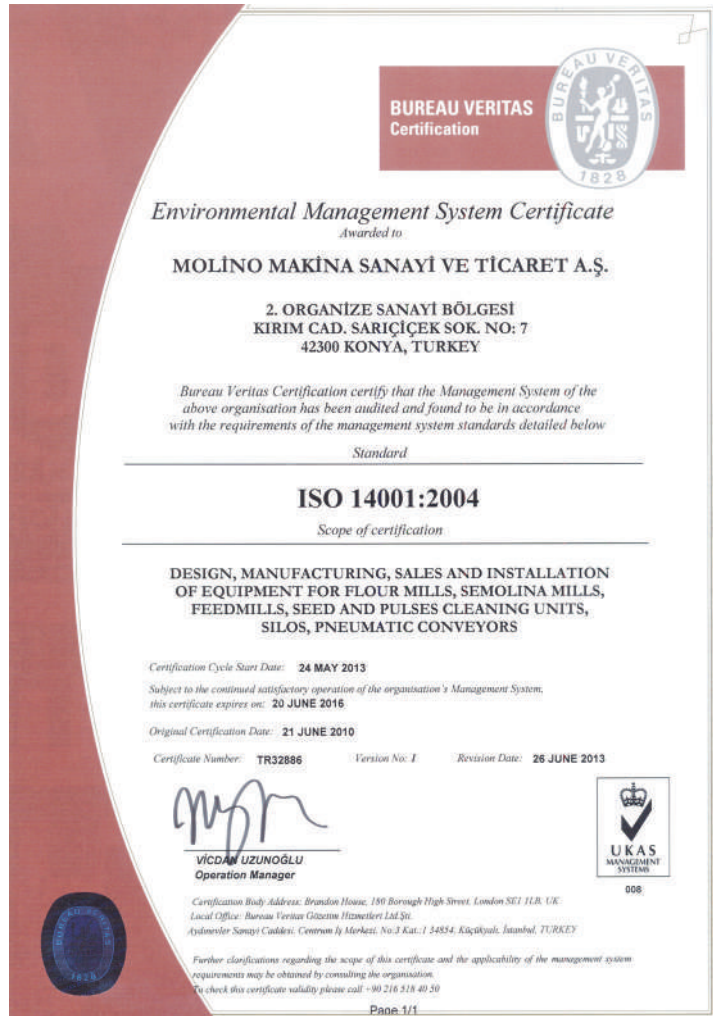 BUREAU VERITAS
Certification
BUREAU VERITAS
1828
Environmental Management System Certificate
Awarded to
MOLİNO MAKİNA SANAYİ VE TİCARET A.Ş.
2. ORGANİZE SANAYİ BÖLGESİ
KIRIM CAD. SARIÇİÇEK SOK. NO: 7
42300 KONYA, TURKEY
Bureau Veritas Certification certify that the Management System of the
above organisation has been audited and found to be in accordance
with the requirements of the management system standards detailed below
Standard
ISO 14001:2004
Scope of certification
DESIGN, MANUFACTURING, SALES AND INSTALLATION
OF EQUIPMENT FOR FLOUR MILLS, SEMOLINA MILLS,
FEEDMILLS, SEED AND PULSES CLEANING UNITS,
SILOS, PNEUMATIC CONVEYORS
Certification Cycle Start Date: 24 MAY 2013
Subject to the continued satisfactory operation of the organisation's Management System,
this certificate expires on: 20 JUNE 2016
Original Certification Date: 21 JUNE 2010
Certificate Number: TR32886 Version No: 1 Revision Date: 26 JUNE 2013
VİCDAN UZUNOĞLU
Operation Manager
UKAS
MANAGEMENT
SYSTEMS
008
Certification Body Address: Brandon House, 180 Borough High Street, London SE1 1LB, UK
Local Office: Bureau Veritas Gözetim Hizmetleri Ltd.Şti.
Aydınevler Sanayi Caddesi. Centrum İş Merkezi. No:3 Kat.:1 34854, Küçükyalı, İstanbul, TURKEY
Further clarifications regarding the scope of this certificate and the applicability of the management system
requirements may be obtained by consulting the organisation.
To check this certificate validity please call +90 216 518 40 50
BUREAU VERITAS
1828
Page 1/1